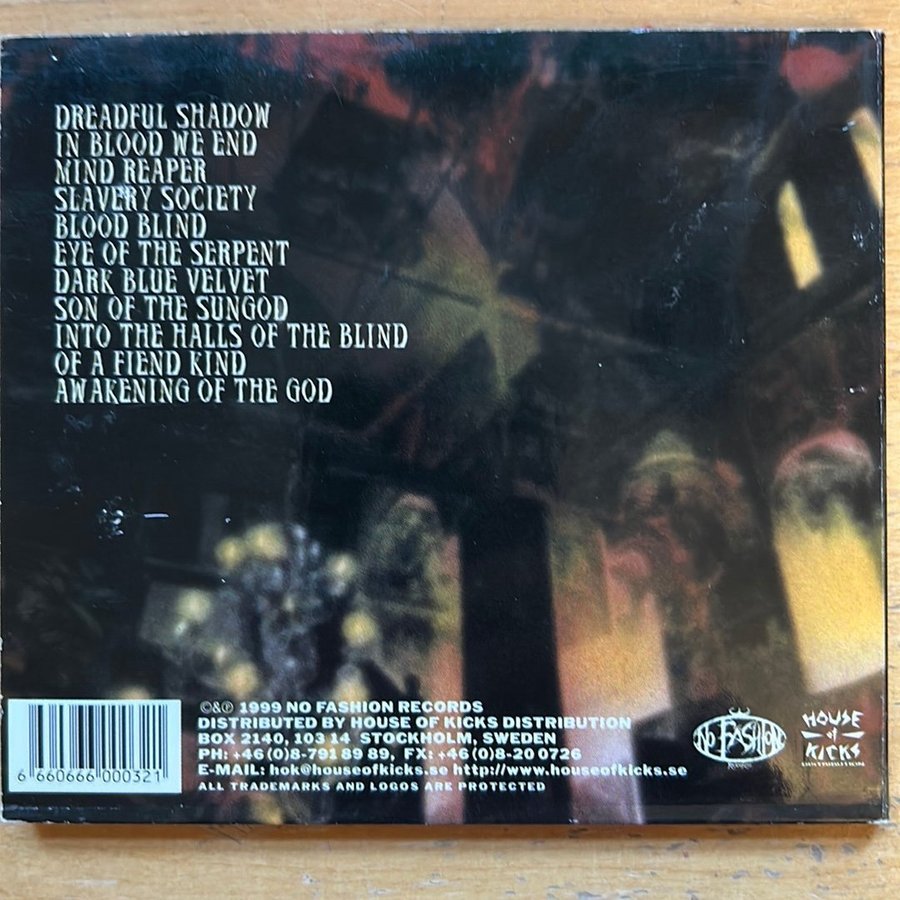 DREADFUL SHADOW
IN BLOOD WE END
MIND REAPER
SLAVERY SOCIETY
BLOOD BLIND
EYE OF THE SERPENT
DARK BLUE VELVET
SON OF THE SUNGOD
INTO THE HALLS OF THE BLIND
OF A FIEND KIND
AWAKENING OF THE GOD
6 660666 000321
©&℗ 1999 NO FASHION RECORDS
DISTRIBUTED BY HOUSE OF KICKS DISTRIBUTION
BOX 2140, 103 14 STOCKHOLM, SWEDEN
PH: +46(0)8-791 89 89, FX: +46(0)8-20 0726
E-MAIL: hok@houseofkicks.se http://www.houseofkicks.se
ALL TRADEMARKS AND LOGOS ARE PROTECTED
NO FASHION
HOUSE
of
KICKS